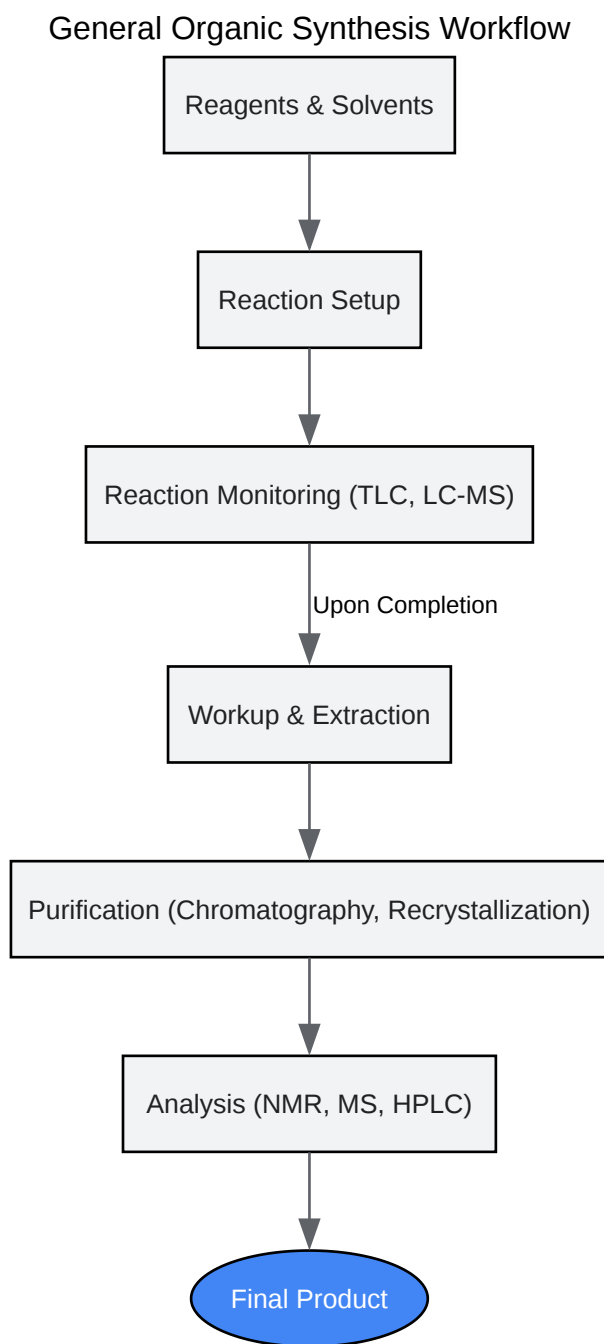 General Organic Synthesis Workflow
Reagents & Solvents
Reaction Setup
Reaction Monitoring (TLC, LC-MS)
Upon Completion
Workup & Extraction
Purification (Chromatography, Recrystallization)
Analysis (NMR, MS, HPLC)
Final Product